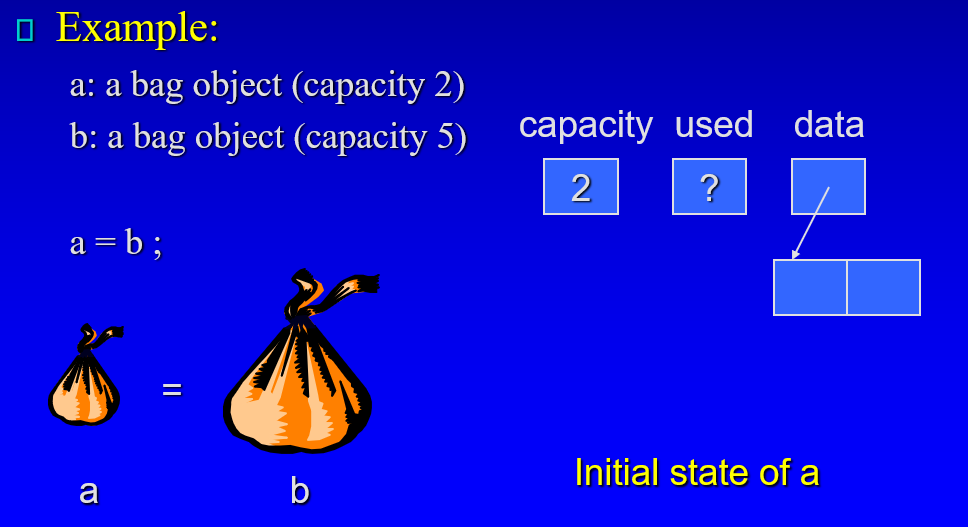 Example:
a: a bag object (capacity 2)
b: a bag object (capacity 5)
a = b ;
capacity used data
2 ?
=
a b
Initial state of a